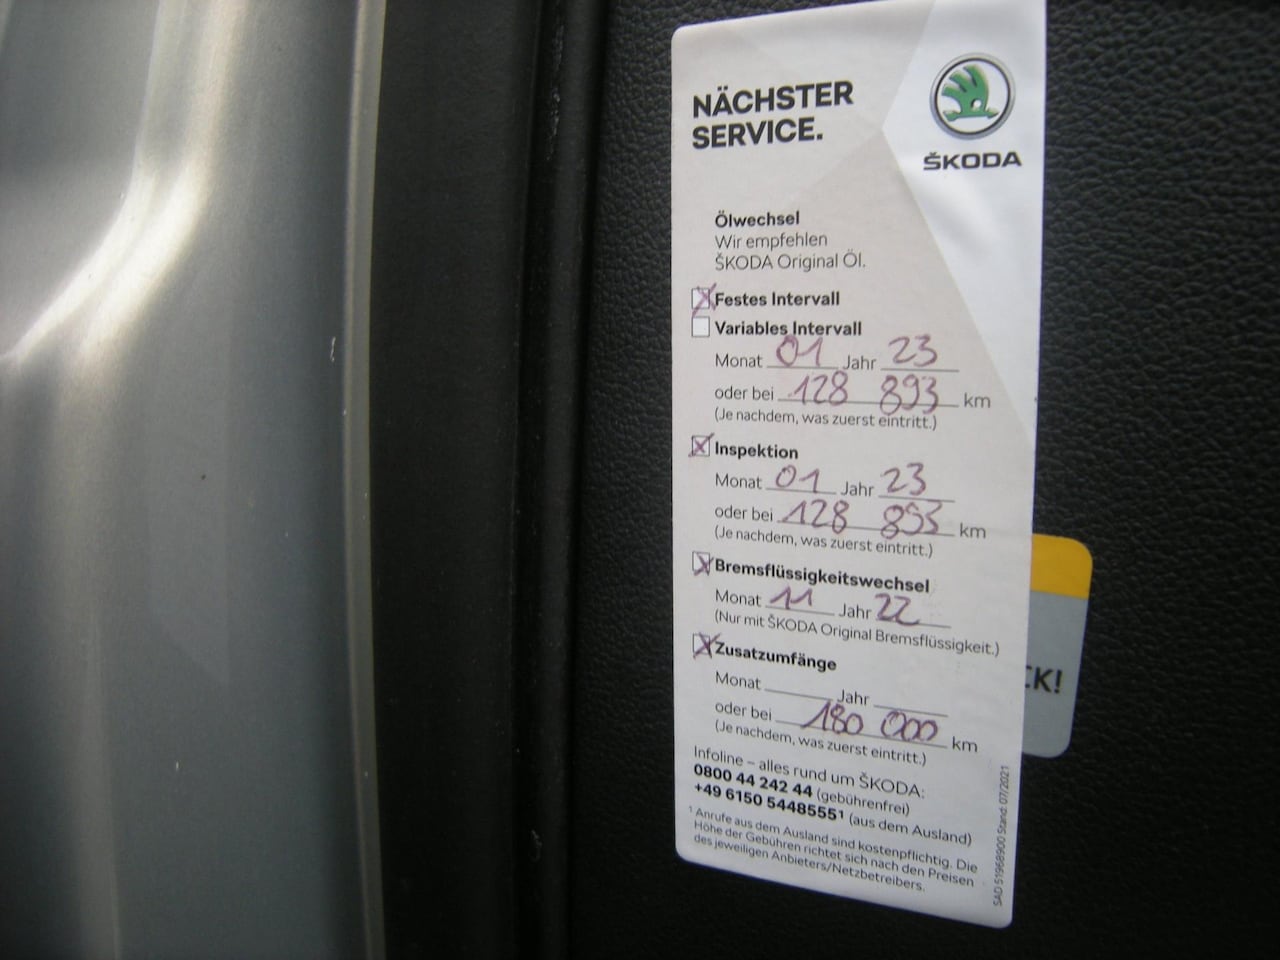 NÄCHSTER
SERVICE.
ŠKODA
Ölwechsel
Wir empfehlen
ŠKODA Original Öl.
Festes Intervall
Variables Intervall
Monat 01 Jahr 23
oder bei 128 893 km
(Je nachdem, was zuerst eintritt.)
Inspektion
Monat 01 Jahr 23
oder bei 128 893 km
(Je nachdem, was zuerst eintritt.)
Bremsflüssigkeitswechsel
Monat 11 Jahr 22
(Nur mit ŠKODA Original Bremsflüssigkeit.)
Zusatzumfänge
Monat Jahr
oder bei 180 000 km
(Je nachdem, was zuerst eintritt.)
Infoline – alles rund um ŠKODA:
0800 44 242 44 (gebührenfrei)
+49 6150 5448555¹ (aus dem Ausland)
¹ Anrufe aus dem Ausland sind kostenpflichtig. Die
Höhe der Gebühren richtet sich nach den Preisen
des jeweiligen Anbieters/Netzbetreibers.
SAD 51968900 Stand: 07/2021
CK!